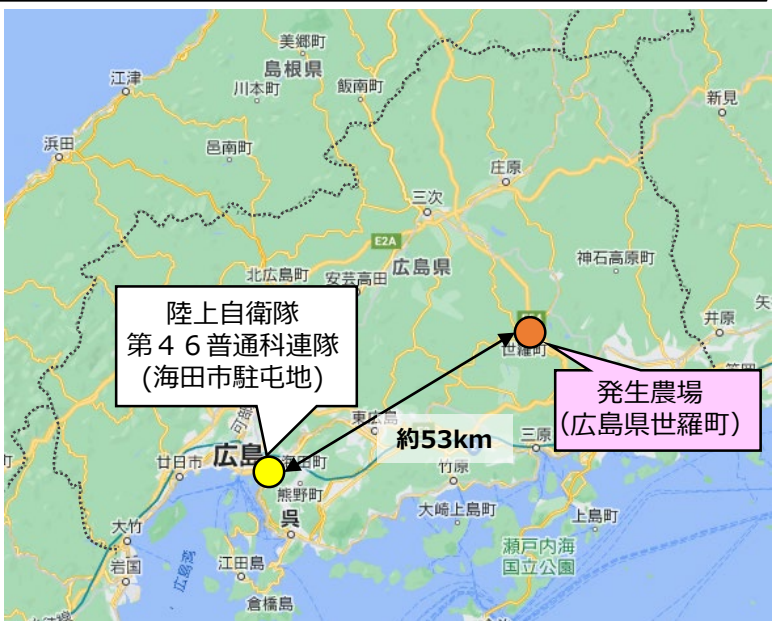 美郷町
島根県
江津
川本町
飯南町
新見
浜田
邑南町
庄原
三次
E2A
広島県
神石高原町
北広島町
安芸高田
井原
矢
陸上自衛隊
第４６普通科連隊
(海田市駐屯地)
世羅町
発生農場
(広島県世羅町)
可部
東広島
約53km
三原
広島
海田町
廿日市
竹原
熊野町
大崎上島町
上島町
呉
大竹
瀬戸内海
国立公園
江田島
広島湾
岩国
倉橋島